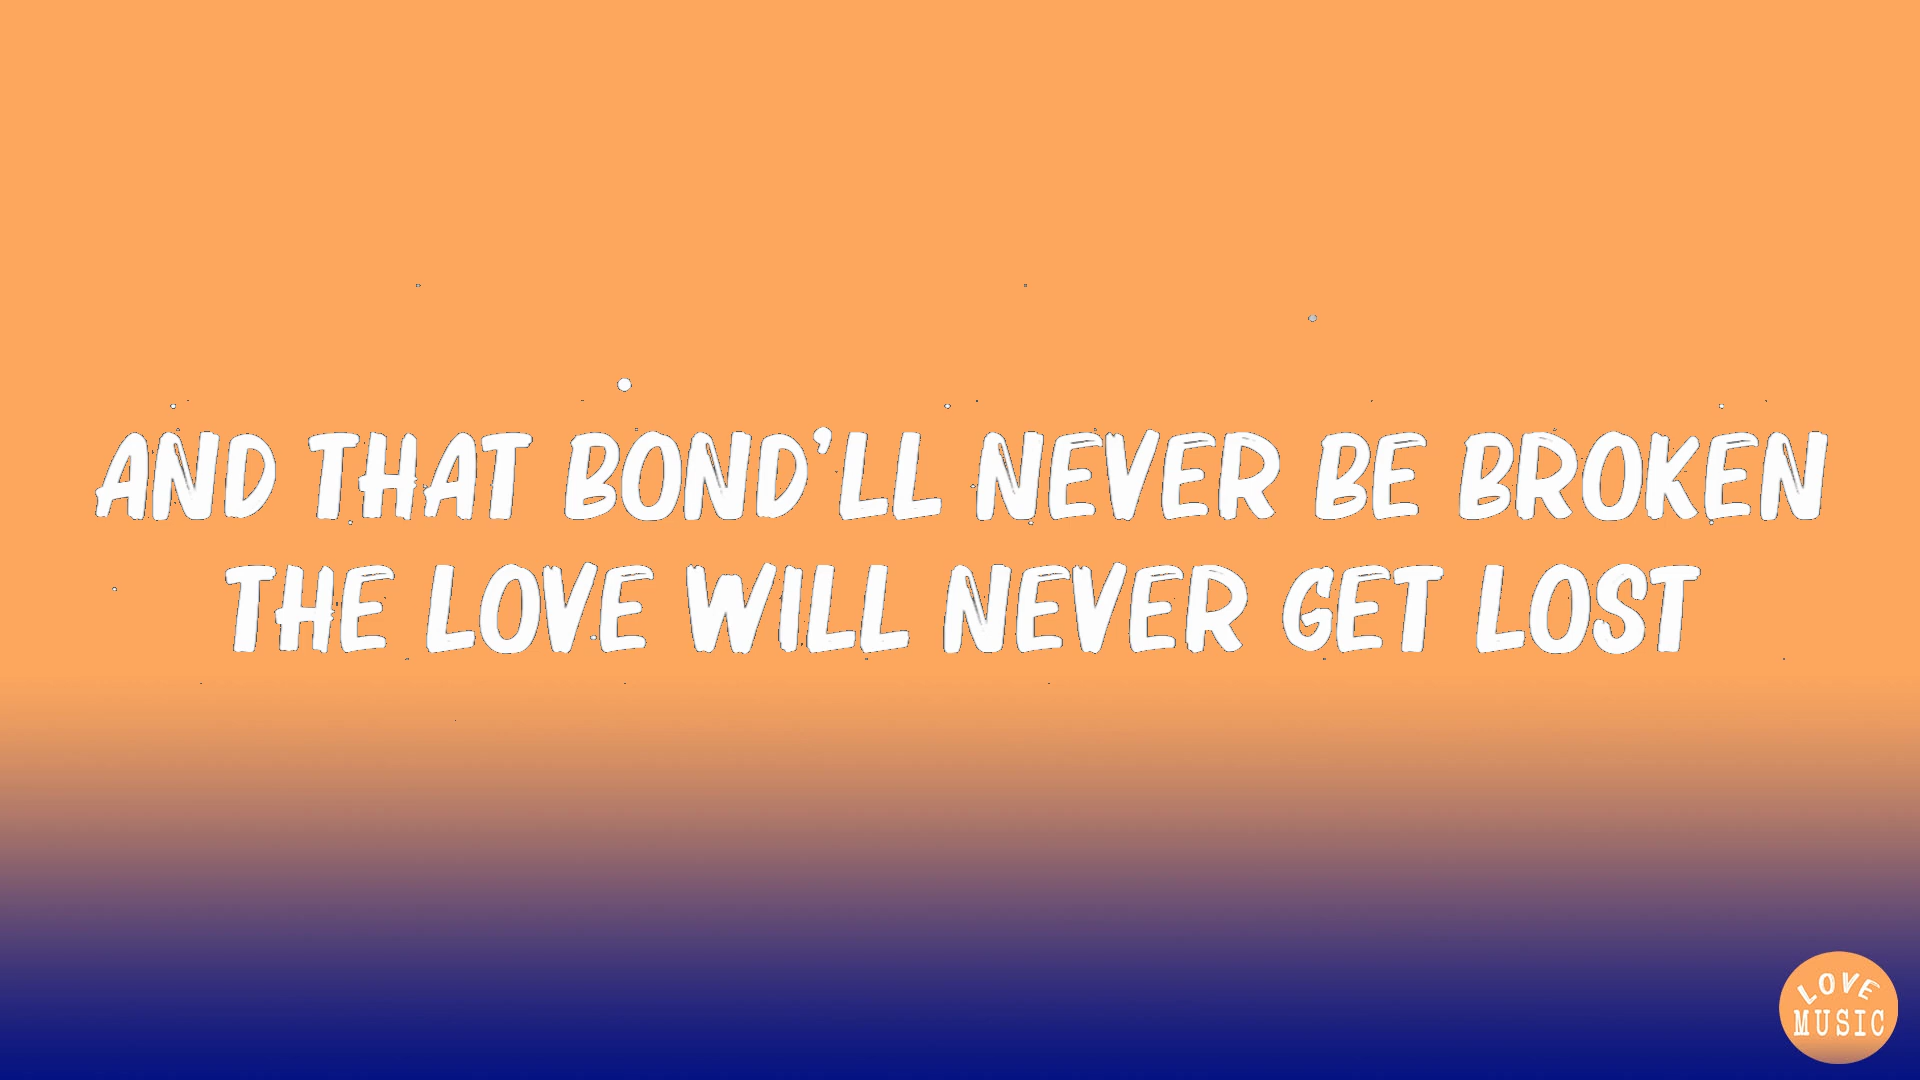 AND THAT BOND'LL NEVER BE BROKEN
THE LOVE WILL NEVER GET LOST
LOVE
MUSIC